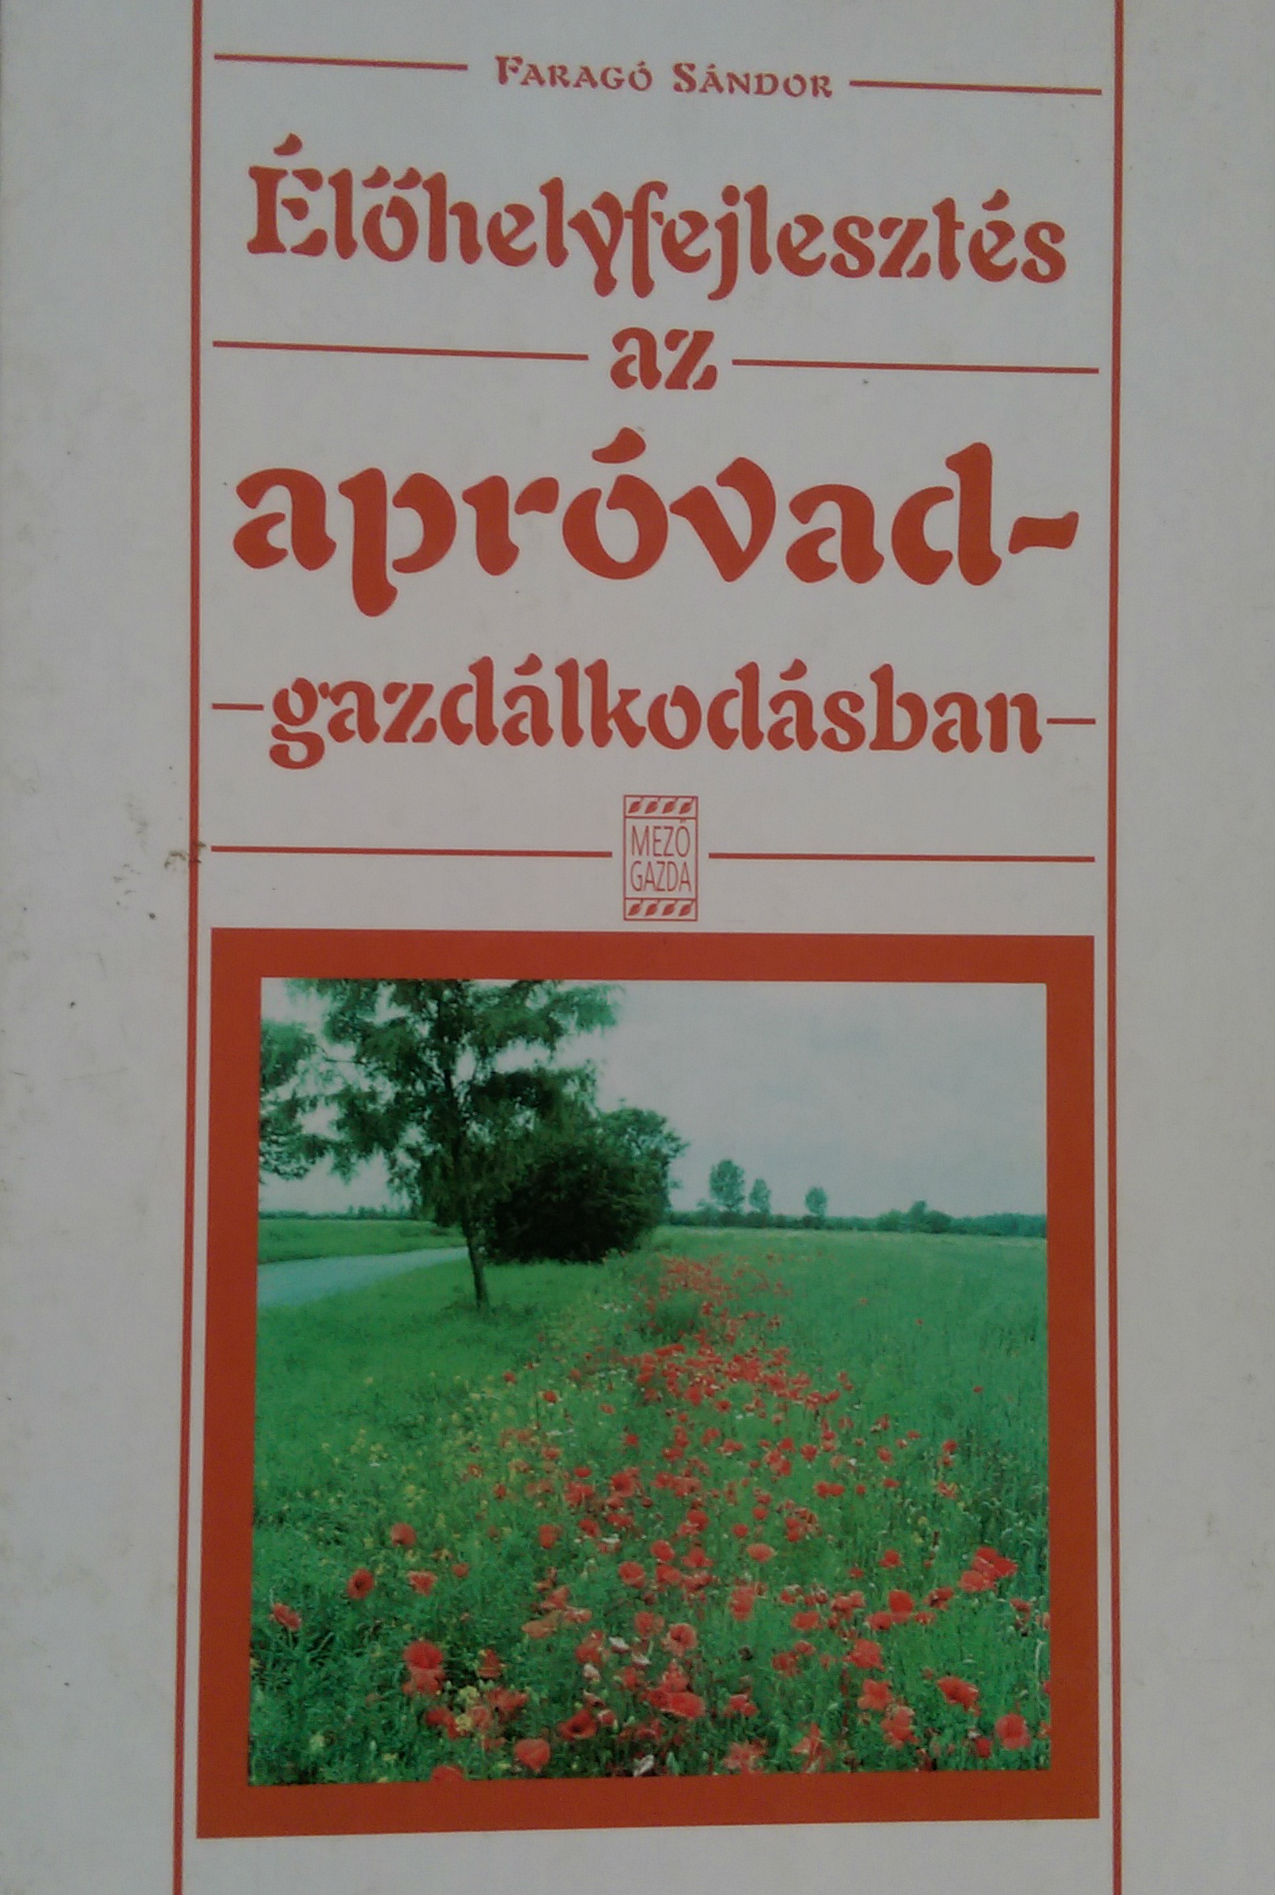 Faragó Sándor
Élőhelyfejlesztés
az
apróvad-
gazdálkodásban
MEZŐ
GAZDA